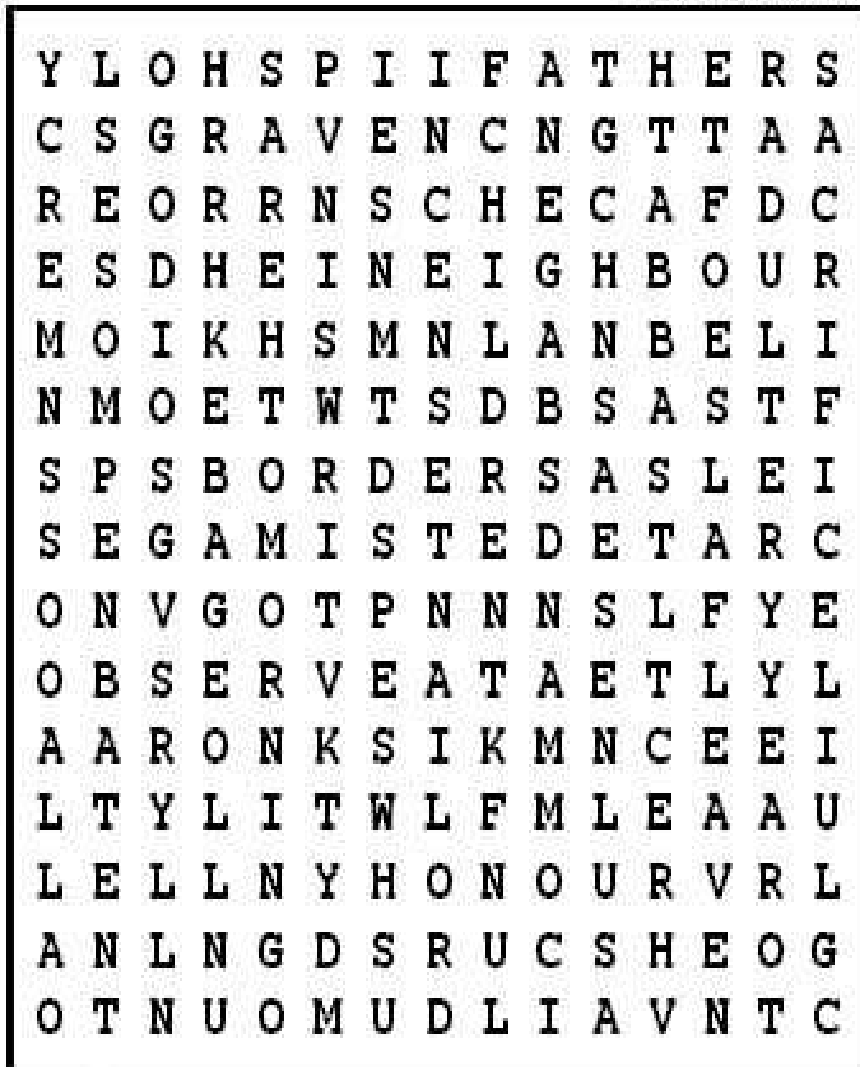 Y L O H S P I I F A T H E R S
C S G R A V E N C N G T T A A
R E O R R N S C H E C A F D C
E S D H E I N E I G H B O U R
M O I K H S M N L A N B E L I
N M O E T W T S D B S A S T F
S P S B O R D E R S A S L E I
S E G A M I S T E D E T A R C
O N V G O T P N N N S L F Y E
O B S E R V E A T A E T L Y L
A A R O N K S I K M N C E E I
L T Y L I T W L F M L E A A U
L E L L N Y H O N O U R V R L
A N L N G D S R U C S H E O G
O T N U O M U D L I A V N T C